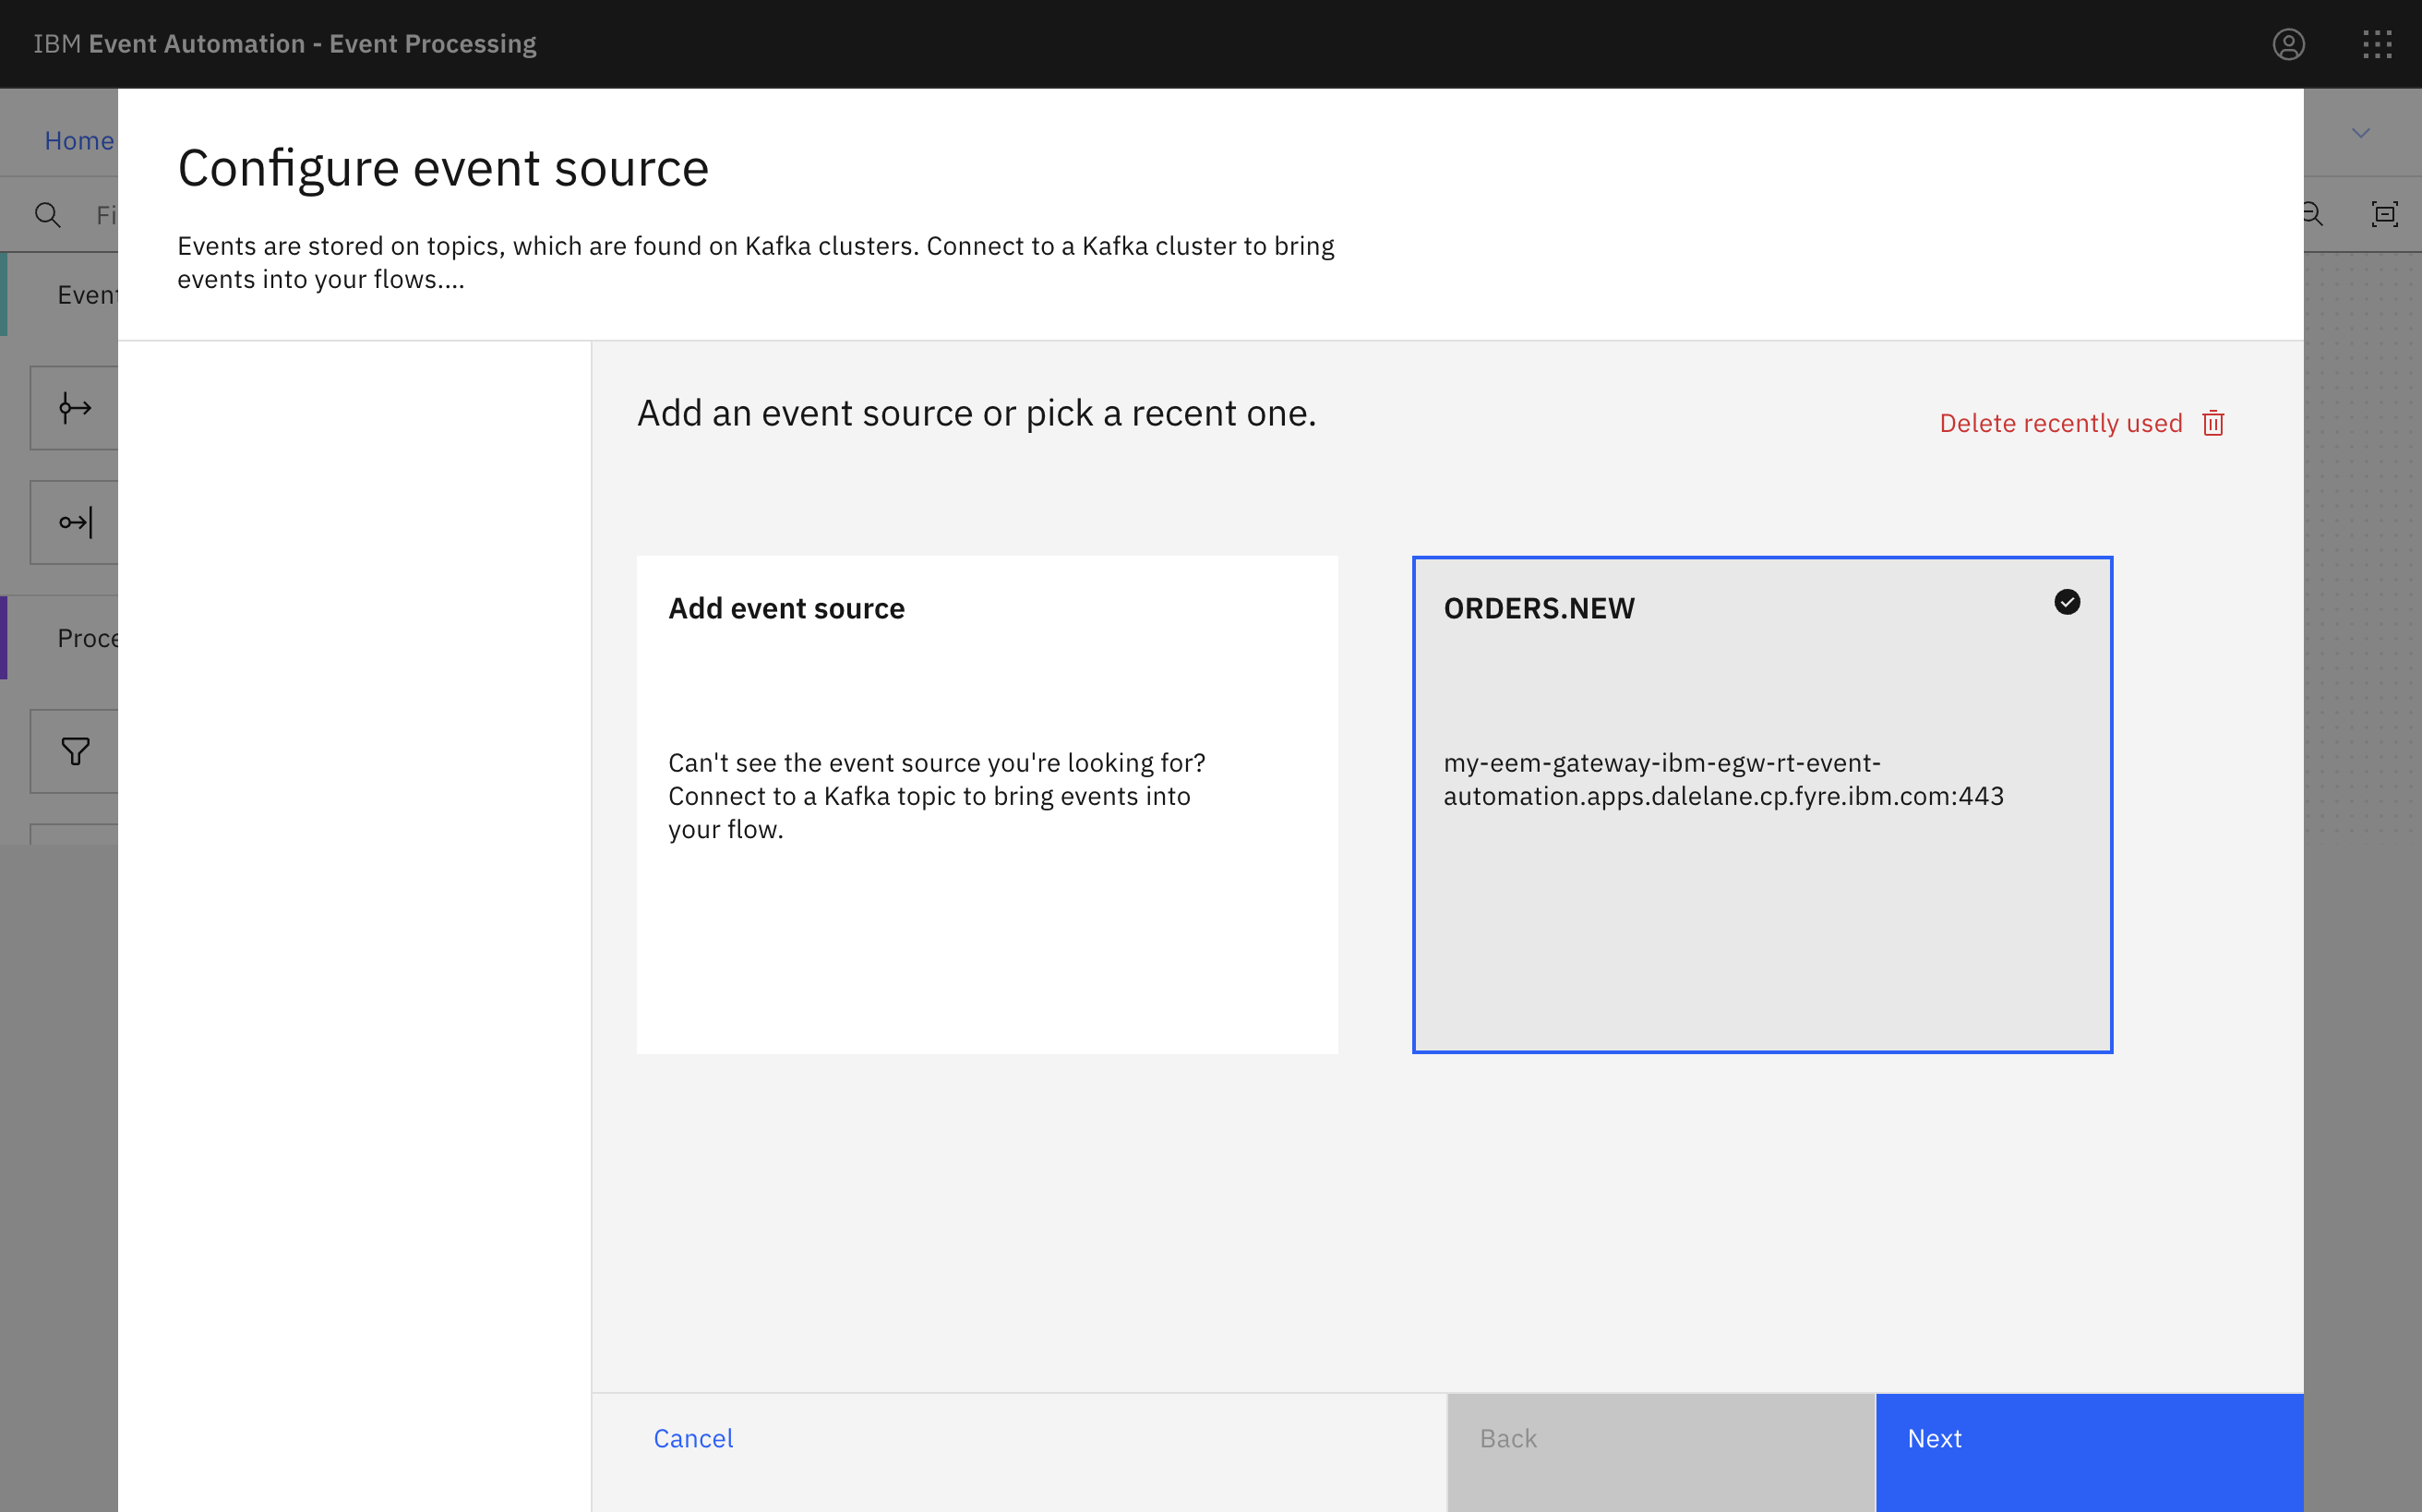 IBM Event Automation - Event Processing
Home
Configure event source
Events are stored on topics, which are found on Kafka clusters. Connect to a Kafka cluster to bring
events into your flows....
Add an event source or pick a recent one.
Delete recently used
Add event source
Can't see the event source you're looking for?
Connect to a Kafka topic to bring events into
your flow.
ORDERS.NEW
my-eem-gateway-ibm-egw-rt-event-
automation.apps.dalelane.cp.fyre.ibm.com:443
Cancel
Back
Next